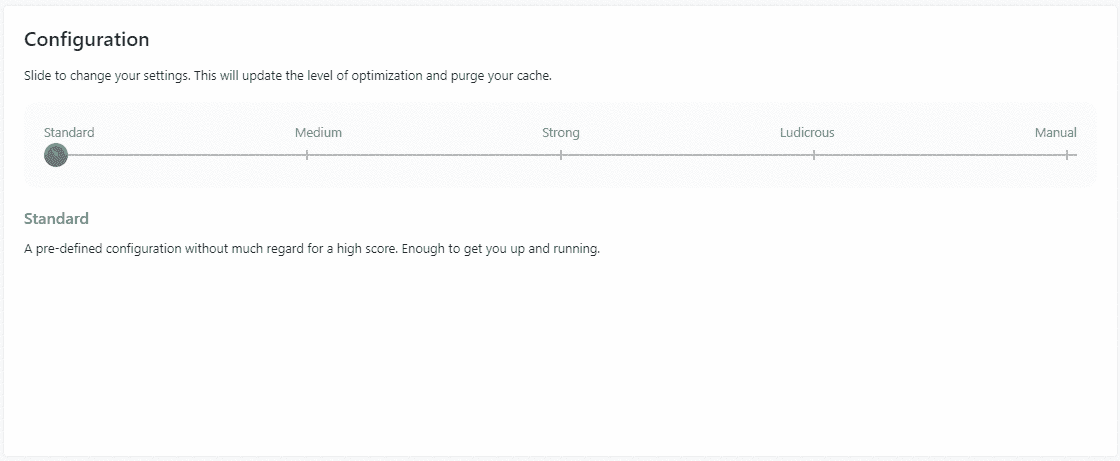 Configuration
Slide to change your settings. This will update the level of optimization and purge your cache.
Standard Medium Strong Ludicrous Manual
Standard
A pre-defined configuration without much regard for a high score. Enough to get you up and running.